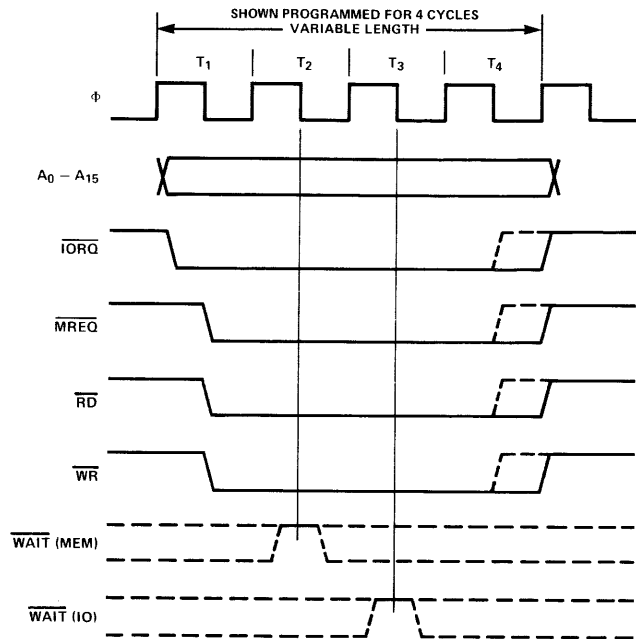 SHOWN PROGRAMMED FOR 4 CYCLES
VARIABLE LENGTH
T1 T2 T3 T4
Φ
A0 – A15
IORQ
MREQ
RD
WR
WAIT (MEM)
WAIT (IO)